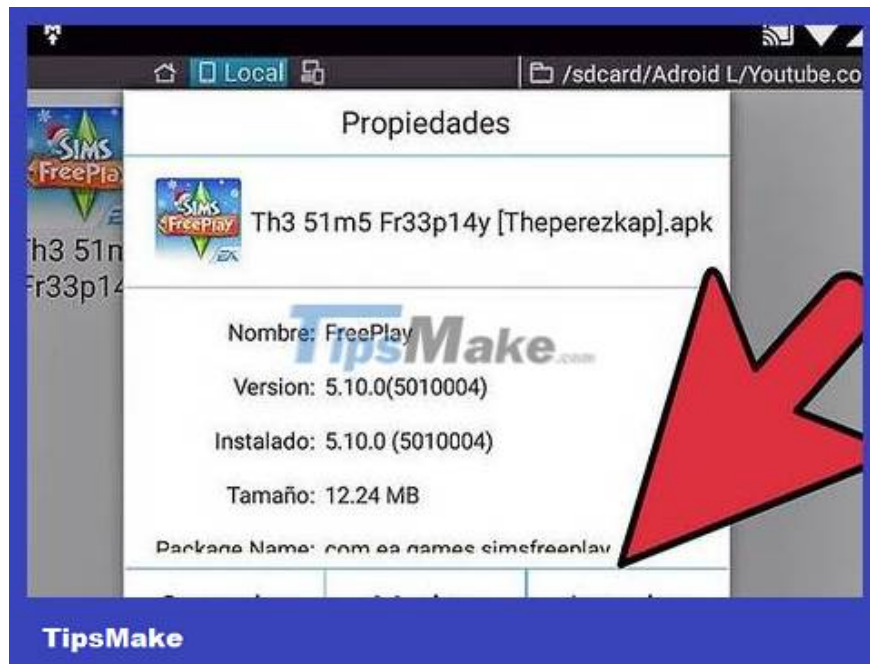 Local
/sdcard/Adroid L/Youtube.co
Propiedades
SIMS
FreePla
SIMS
FreePlay
EA
Th3 51m5 Fr33p14y [Theperezkap].apk
h3 51m
Fr33p14
TipsMake.com
Nombre: FreePlay
Version: 5.10.0(5010004)
Instalado: 5.10.0 (5010004)
Tamaño: 12.24 MB
Package Name: com.ea.games.simsfreeplay
TipsMake